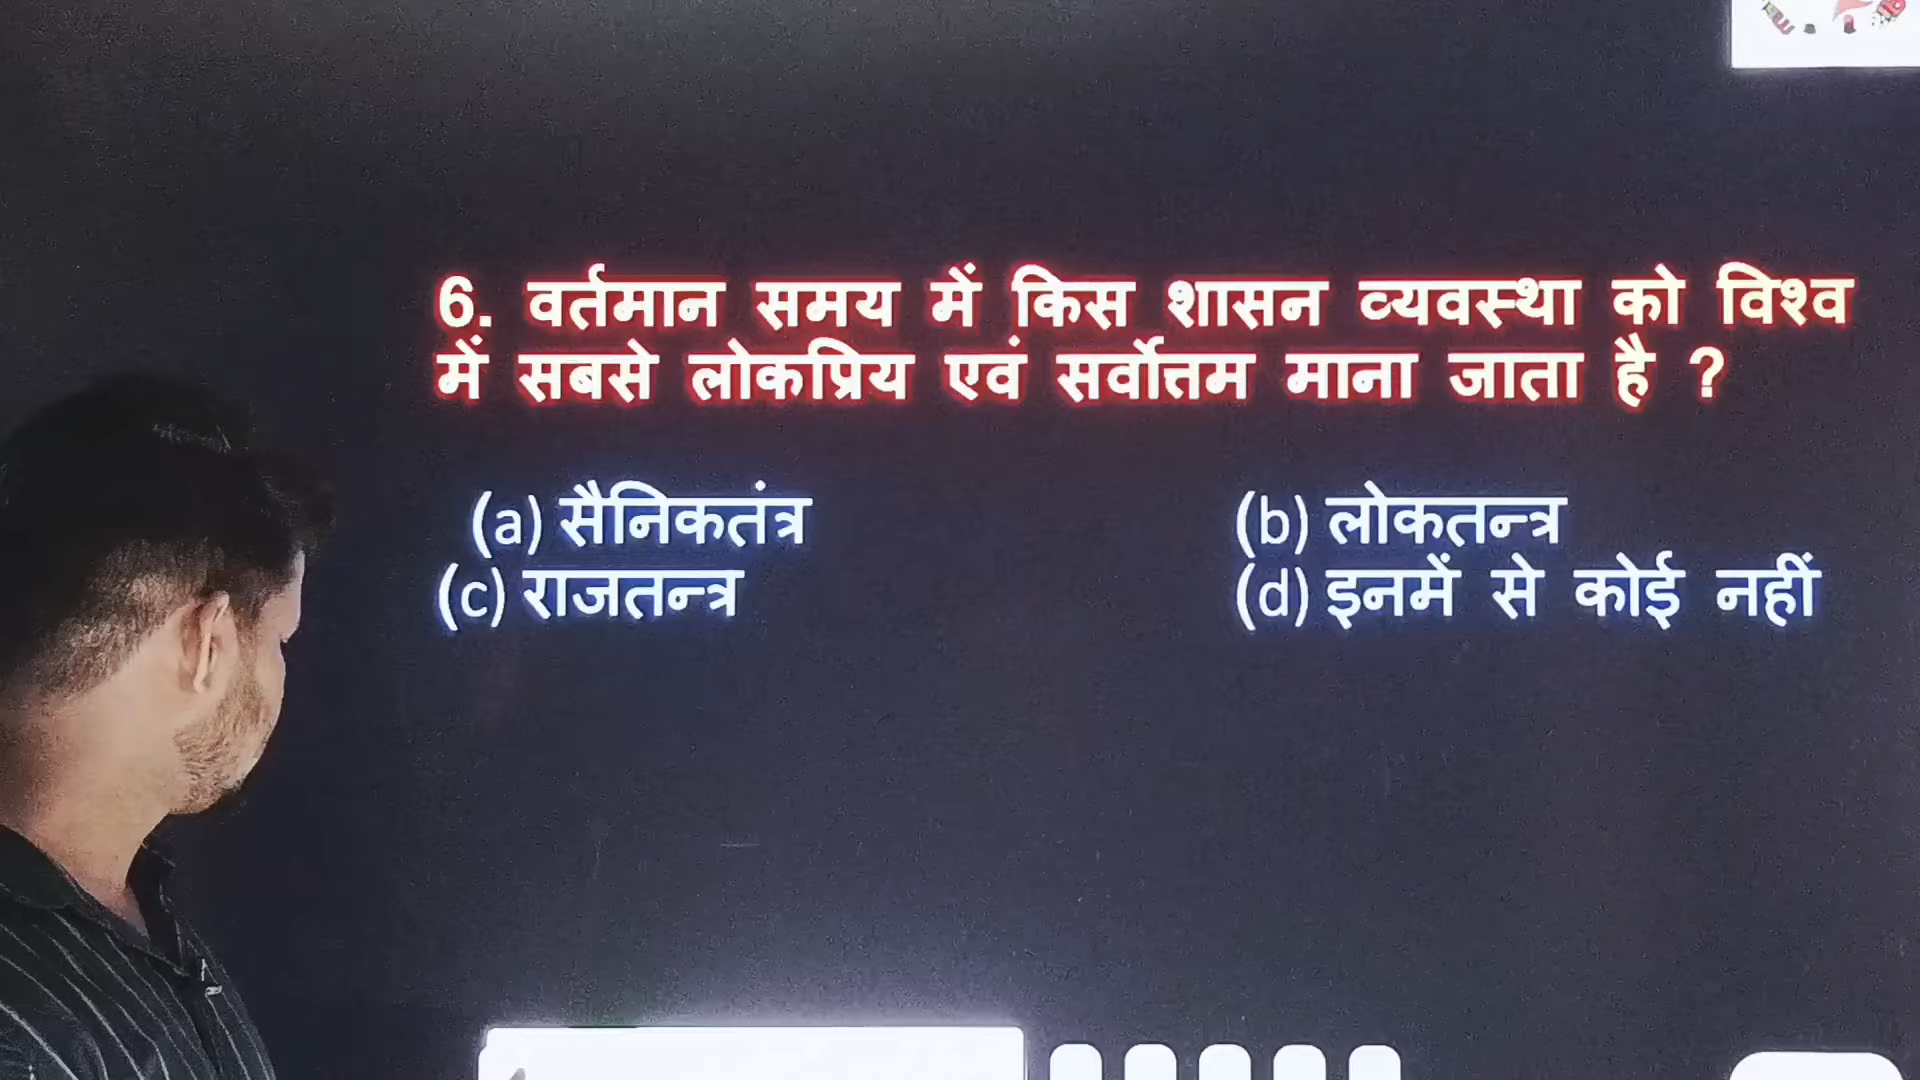 6. वर्तमान समय में किस शासन व्यवस्था को विश्व
में सबसे लोकप्रिय एवं सर्वोत्तम माना जाता है ?
(a) सैनिकतंत्र (b) लोकतन्त्र
(c) राजतन्त्र (d) इनमें से कोई नहीं